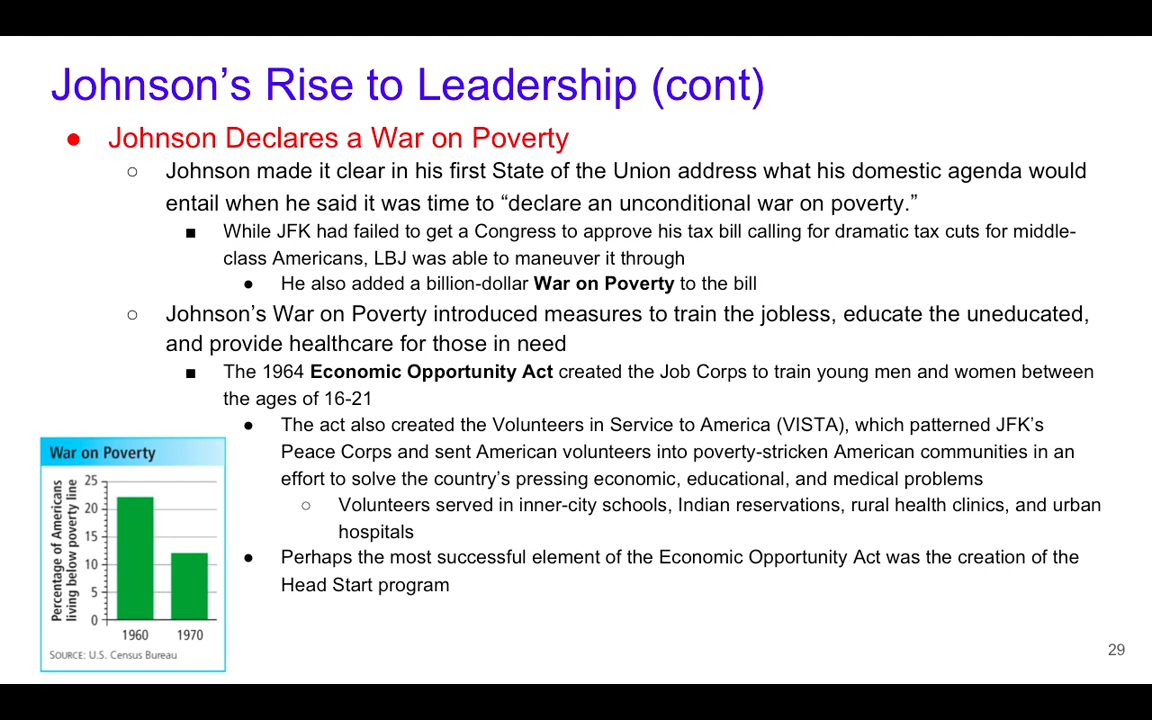 Johnson’s Rise to Leadership (cont)
● Johnson Declares a War on Poverty
○ Johnson made it clear in his first State of the Union address what his domestic agenda would
entail when he said it was time to “declare an unconditional war on poverty.”
■ While JFK had failed to get a Congress to approve his tax bill calling for dramatic tax cuts for middle-
class Americans, LBJ was able to maneuver it through
● He also added a billion-dollar War on Poverty to the bill
○ Johnson’s War on Poverty introduced measures to train the jobless, educate the uneducated,
and provide healthcare for those in need
■ The 1964 Economic Opportunity Act created the Job Corps to train young men and women between
the ages of 16-21
● The act also created the Volunteers in Service to America (VISTA), which patterned JFK’s
Peace Corps and sent American volunteers into poverty-stricken American communities in an
effort to solve the country’s pressing economic, educational, and medical problems
○ Volunteers served in inner-city schools, Indian reservations, rural health clinics, and urban
hospitals
● Perhaps the most successful element of the Economic Opportunity Act was the creation of the
Head Start program
War on Poverty
Percentage of Americans
living below poverty line
25
20
15
10
5
0
1960 1970
SOURCE: U.S. Census Bureau
29